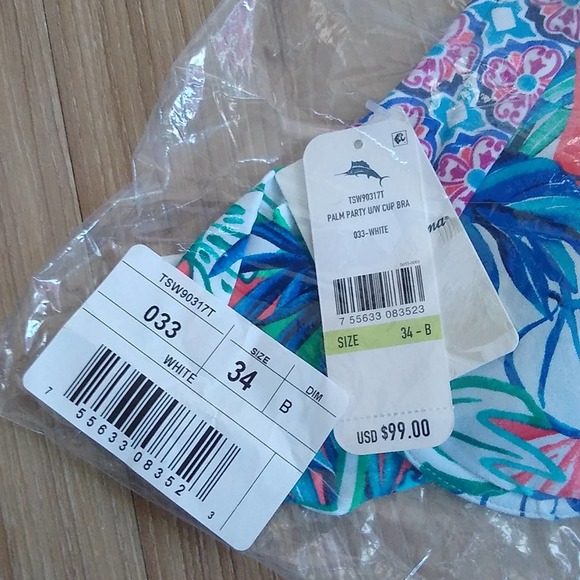 TSW90317T
PALM PARTY U/W CUP BRA
033-WHITE
7 55633 083523
SIZE 34 - B
USD $99.00
TSW90317T
033 SIZE DIM
WHITE 34 B
7 55633 08352 3